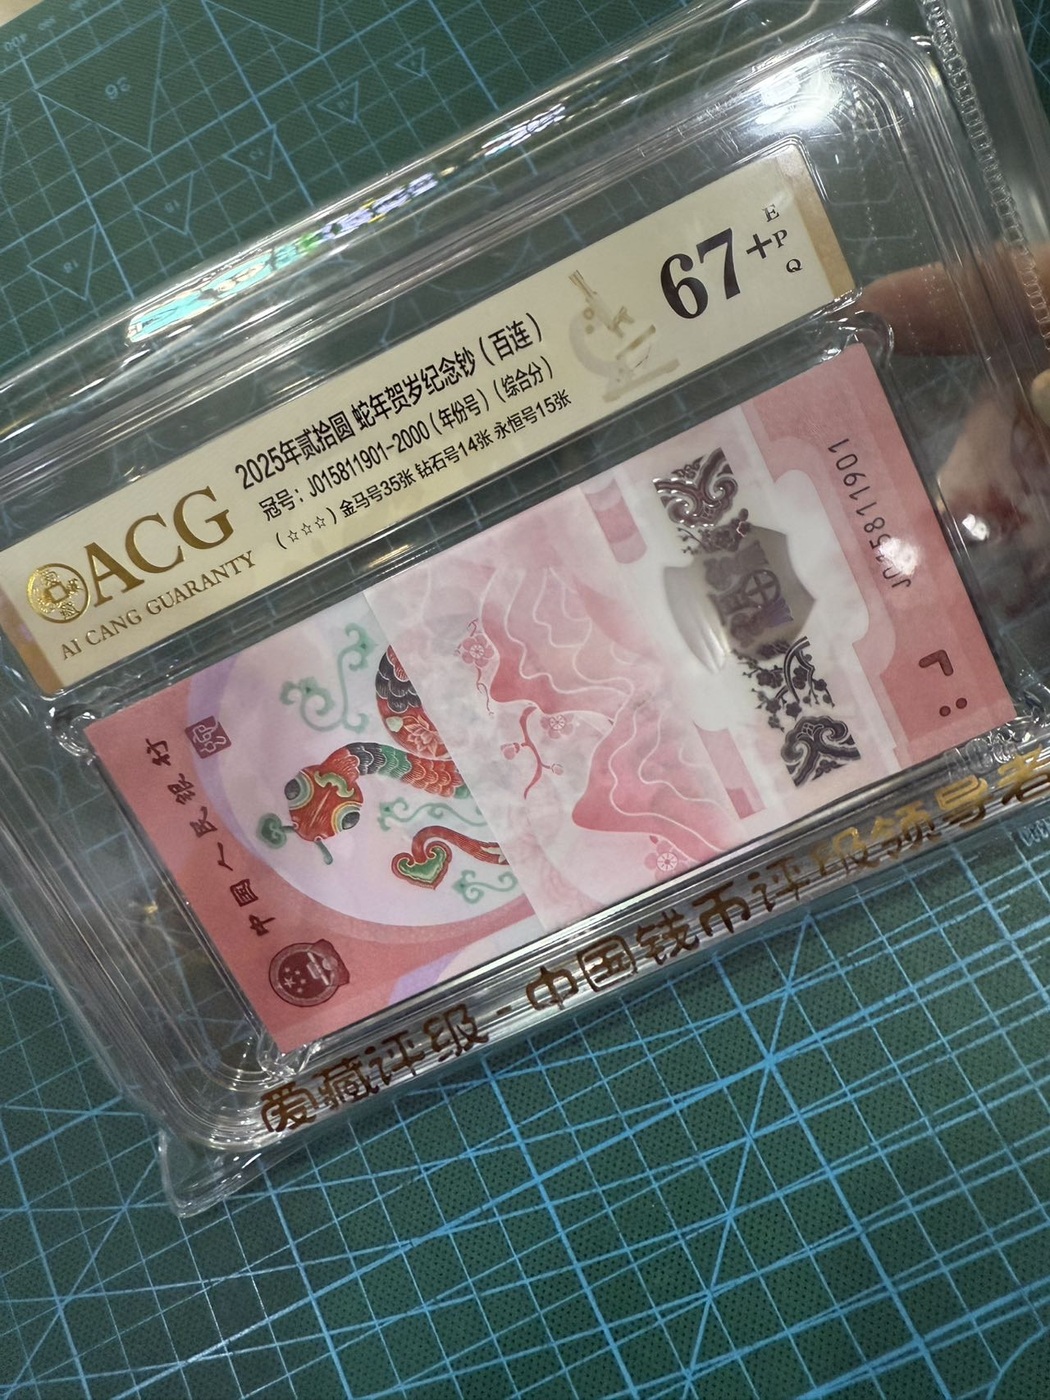 ACG
AI CANG GUARANTY
2025年贰拾圆 蛇年贺岁纪念钞（百连）
冠号：J015811901-2000（年份号）（综合分）
（☆☆☆）金马号35张 钻石号14张 永恒号15张
67+
E
P
Q
中国人民银行
J015811901
爱藏评级-中国钱币评级领导者